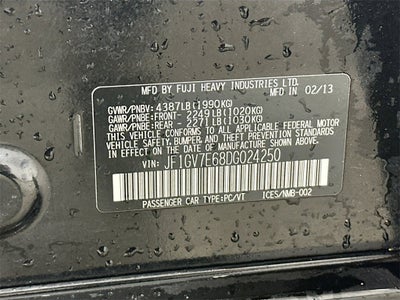 MFD BY FUJI HEAVY INDUSTRIES LTD.
GVWR/PNBV: 4387LB(1990KG) MFD IN 02/13
GAWR/PNBE: FRONT- 2249LB(1020KG)
GAWR/PNBE: REAR - 2271LB(1030KG)
THIS VEHICLE CONFORMS TO ALL APPLICABLE FEDERAL MOTOR
VEHICLE SAFETY, BUMPER, AND THEFT PREVENTION STANDARDS
IN EFFECT ON THE DATE OF MANUFACTURE SHOWN ABOVE.
VIN: JF1GV7E68DG024250
PASSENGER CAR TYPE:PC/VT ICES/NMB-002